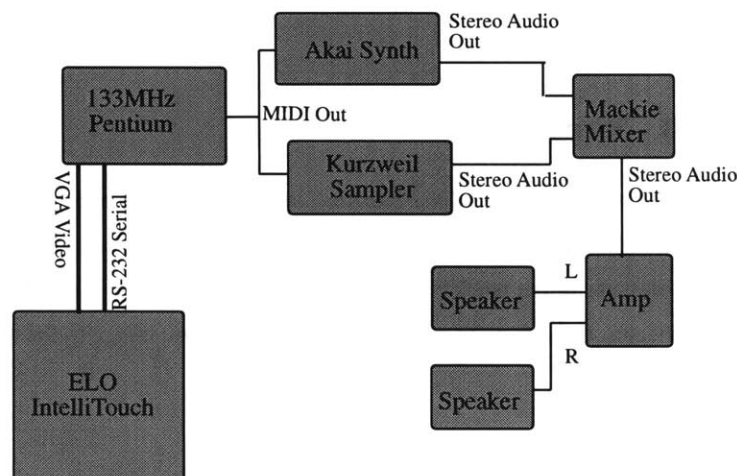 Stereo Audio
Out
Akai Synth
133MHz
Pentium
MIDI Out
Mackie
Mixer
Kurzweil
Sampler
Stereo Audio
Out
Stereo Audio
Out
VGA Video
RS-232 Serial
L
Speaker
Amp
R
ELO
IntelliTouch
Speaker